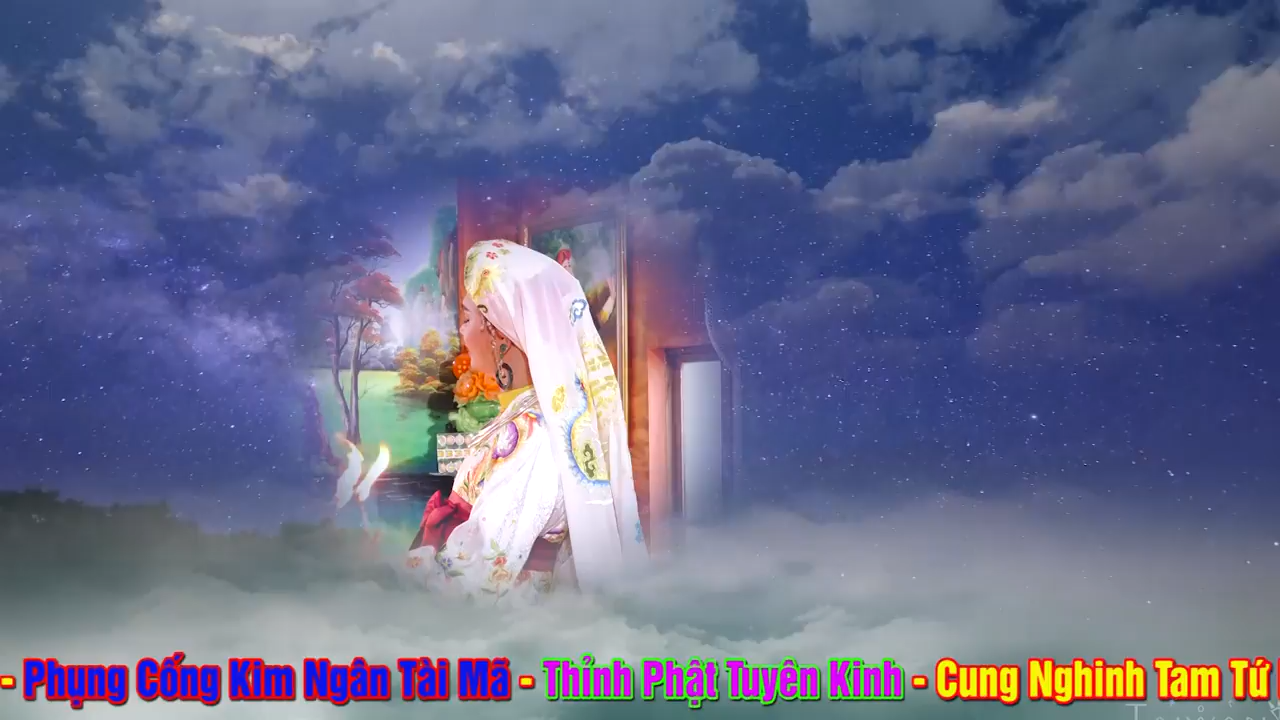 - Phụng Cống Kim Ngân Tài Mã - Thỉnh Phật Tuyên Kinh - Cung Nghinh Tam Tứ